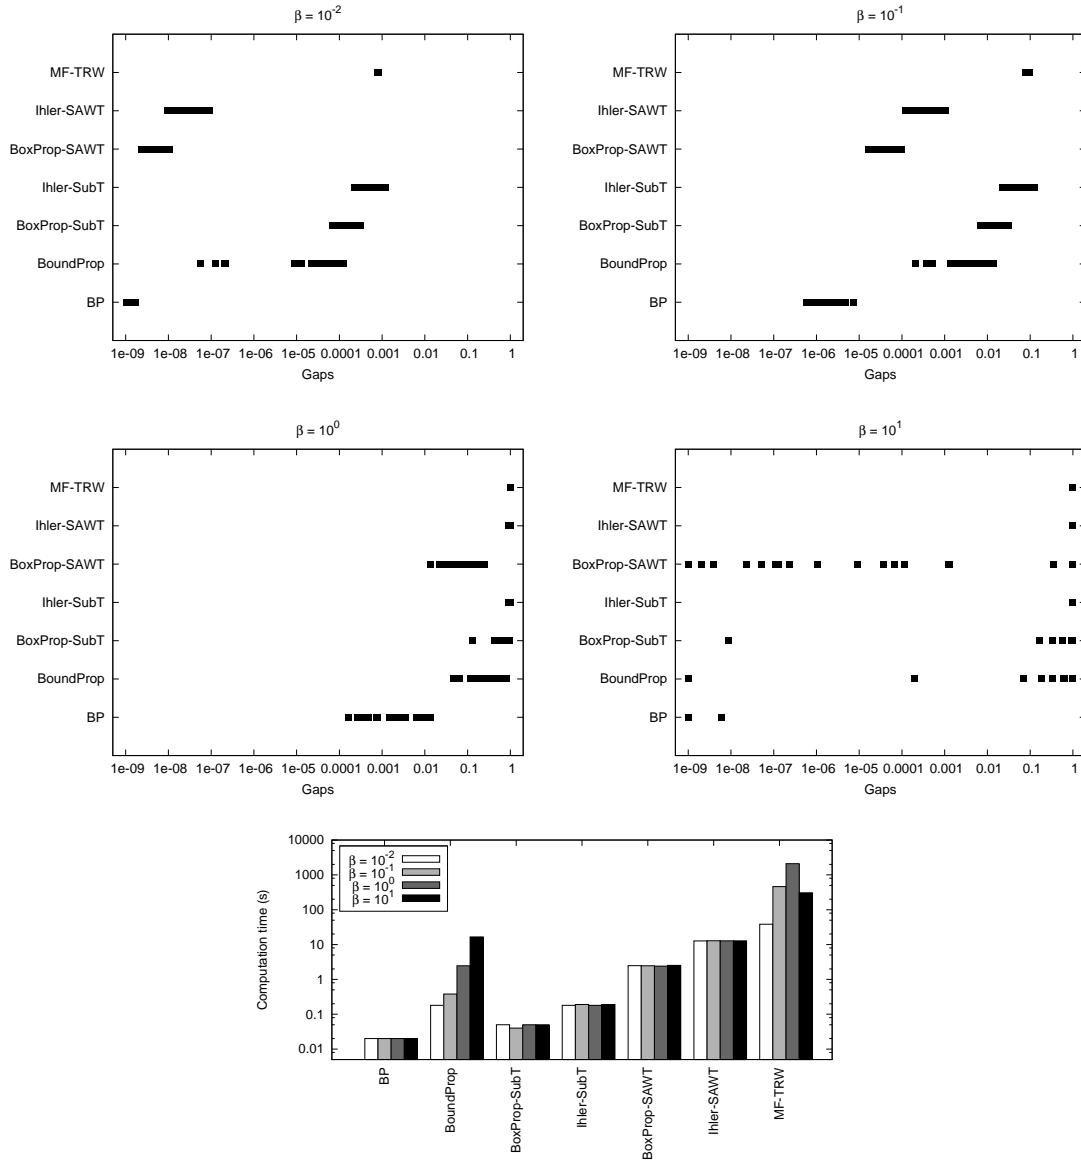 β = 10-2
MF-TRW
Ihler-SAWT
BoxProp-SAWT
Ihler-SubT
BoxProp-SubT
BoundProp
BP
1e-09 1e-08 1e-07 1e-06 1e-05 0.0001 0.001 0.01 0.1 1
Gaps
β = 10-1
MF-TRW
Ihler-SAWT
BoxProp-SAWT
Ihler-SubT
BoxProp-SubT
BoundProp
BP
1e-09 1e-08 1e-07 1e-06 1e-05 0.0001 0.001 0.01 0.1 1
Gaps
β = 100
MF-TRW
Ihler-SAWT
BoxProp-SAWT
Ihler-SubT
BoxProp-SubT
BoundProp
BP
1e-09 1e-08 1e-07 1e-06 1e-05 0.0001 0.001 0.01 0.1 1
Gaps
β = 101
MF-TRW
Ihler-SAWT
BoxProp-SAWT
Ihler-SubT
BoxProp-SubT
BoundProp
BP
1e-09 1e-08 1e-07 1e-06 1e-05 0.0001 0.001 0.01 0.1 1
Gaps
Computation time (s)
10000
1000
100
10
1
0.1
0.01
β = 10-2
β = 10-1
β = 100
β = 101
BP
BoundProp
BoxProp-SubT
Ihler-SubT
BoxProp-SAWT
Ihler-SAWT
MF-TRW